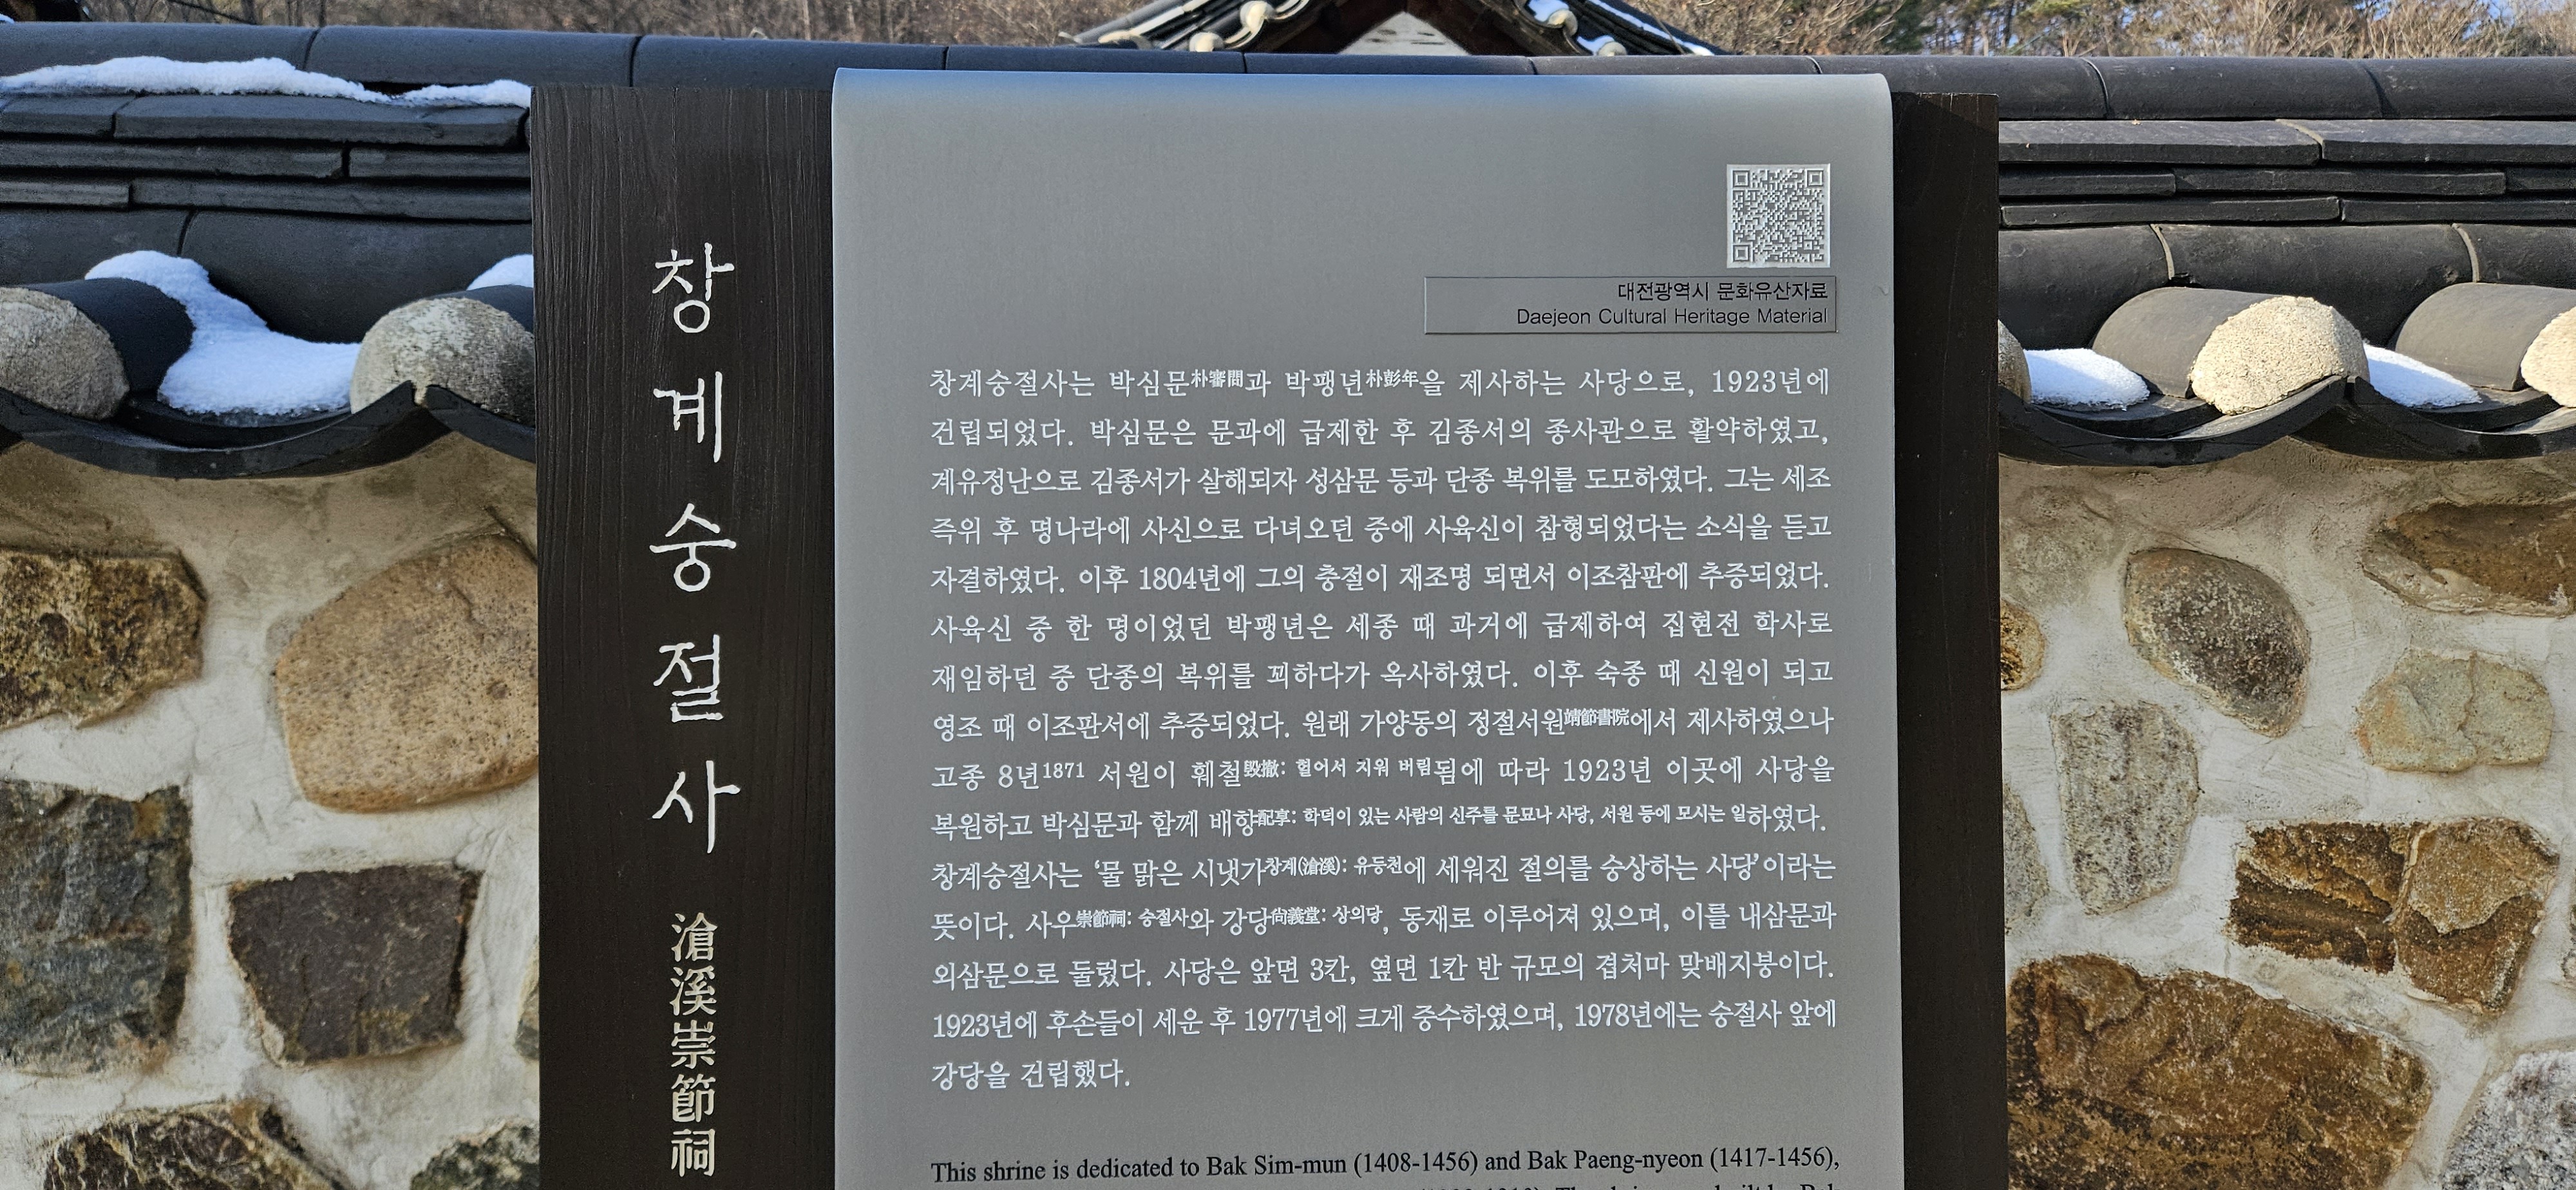 창계숭절사
滄溪崇節祠
대전광역시 문화유산자료
Daejeon Cultural Heritage Material
창계숭절사는 박심문朴審問과 박팽년朴彭年을 제사하는 사당으로, 1923년에
건립되었다. 박심문은 문과에 급제한 후 김종서의 종사관으로 활약하였고,
계유정난으로 김종서가 살해되자 성삼문 등과 단종 복위를 도모하였다. 그는 세조
즉위 후 명나라에 사신으로 다녀오던 중에 사육신이 참형되었다는 소식을 듣고
자결하였다. 이후 1804년에 그의 충절이 재조명 되면서 이조참판에 추증되었다.
사육신 중 한 명이었던 박팽년은 세종 때 과거에 급제하여 집현전 학사로
재임하던 중 단종의 복위를 꾀하다가 옥사하였다. 이후 숙종 때 신원이 되고
영조 때 이조판서에 추증되었다. 원래 가양동의 정절서원靖節書院에서 제사하였으나
고종 8년1871 서원이 훼철毁撤: 헐어서 치워 버림됨에 따라 1923년 이곳에 사당을
복원하고 박심문과 함께 배향配享: 학덕이 있는 사람의 신주를 문묘나 사당, 서원 등에 모시는 일하였다.
창계숭절사는 ‘물 맑은 시냇가창계(滄溪): 유등천에 세워진 절의를 숭상하는 사당’이라는
뜻이다. 사우崇節祠: 숭절사와 강당尙義堂: 상의당, 동재로 이루어져 있으며, 이를 내삼문과
외삼문으로 둘렀다. 사당은 앞면 3칸, 옆면 1칸 반 규모의 겹처마 맞배지붕이다.
1923년에 후손들이 세운 후 1977년에 크게 중수하였으며, 1978년에는 숭절사 앞에
강당을 건립했다.
This shrine is dedicated to Bak Sim-mun (1408-1456) and Bak Paeng-nyeon (1417-1456),